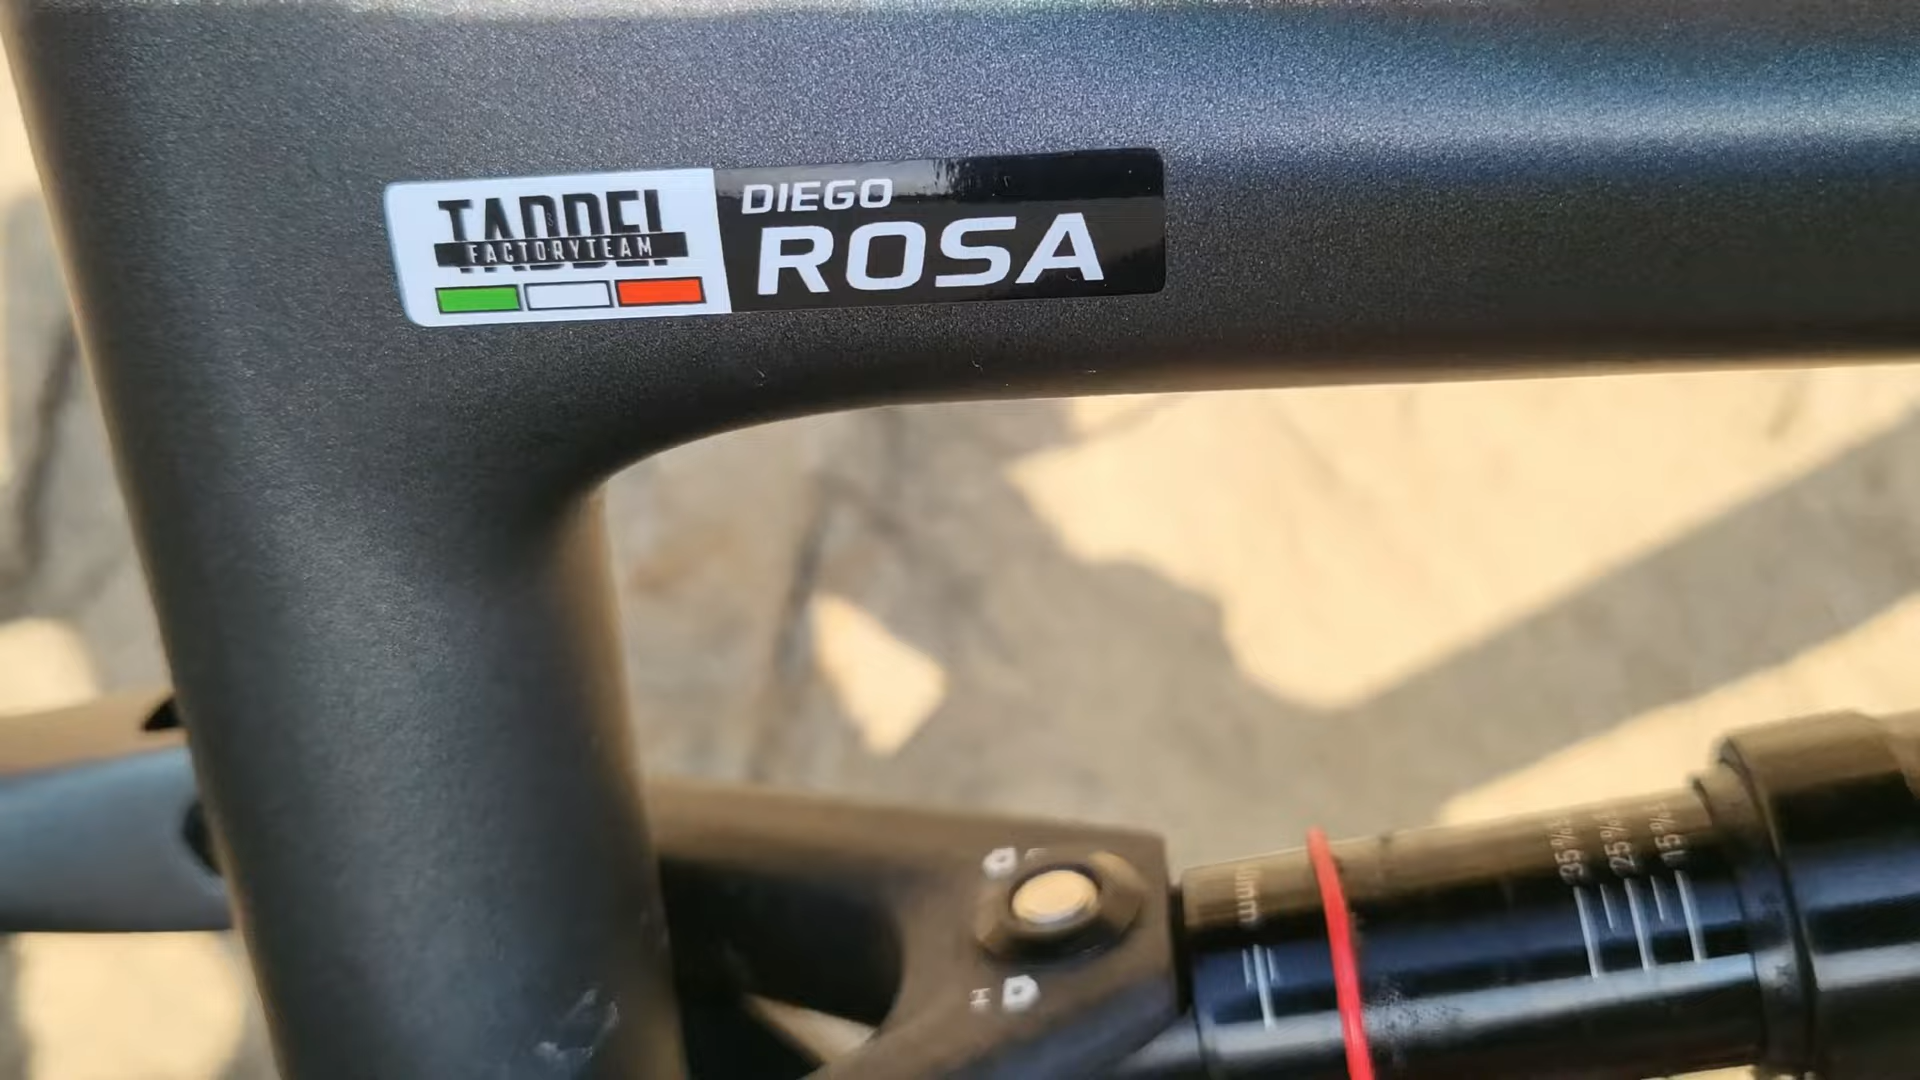 TADDEI
FACTORYTEAM
DIEGO
ROSA
35%
25%
15%
H